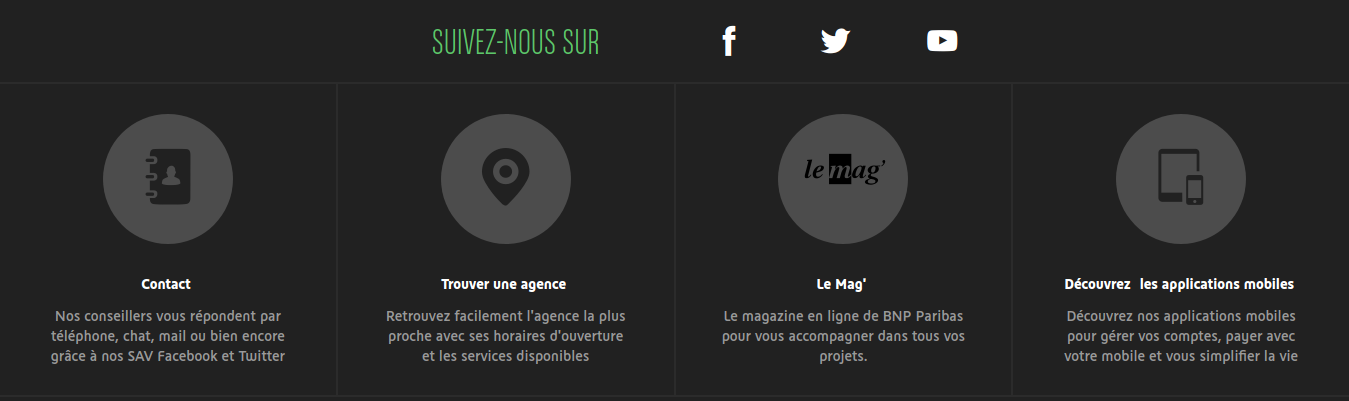 SUIVEZ-NOUS SUR
le mag'
Contact
Nos conseillers vous répondent par
téléphone, chat, mail ou bien encore
grâce à nos SAV Facebook et Twitter
Trouver une agence
Retrouvez facilement l'agence la plus
proche avec ses horaires d'ouverture
et les services disponibles
Le Mag'
Le magazine en ligne de BNP Paribas
pour vous accompagner dans tous vos
projets.
Découvrez les applications mobiles
Découvrez nos applications mobiles
pour gérer vos comptes, payer avec
votre mobile et vous simplifier la vie